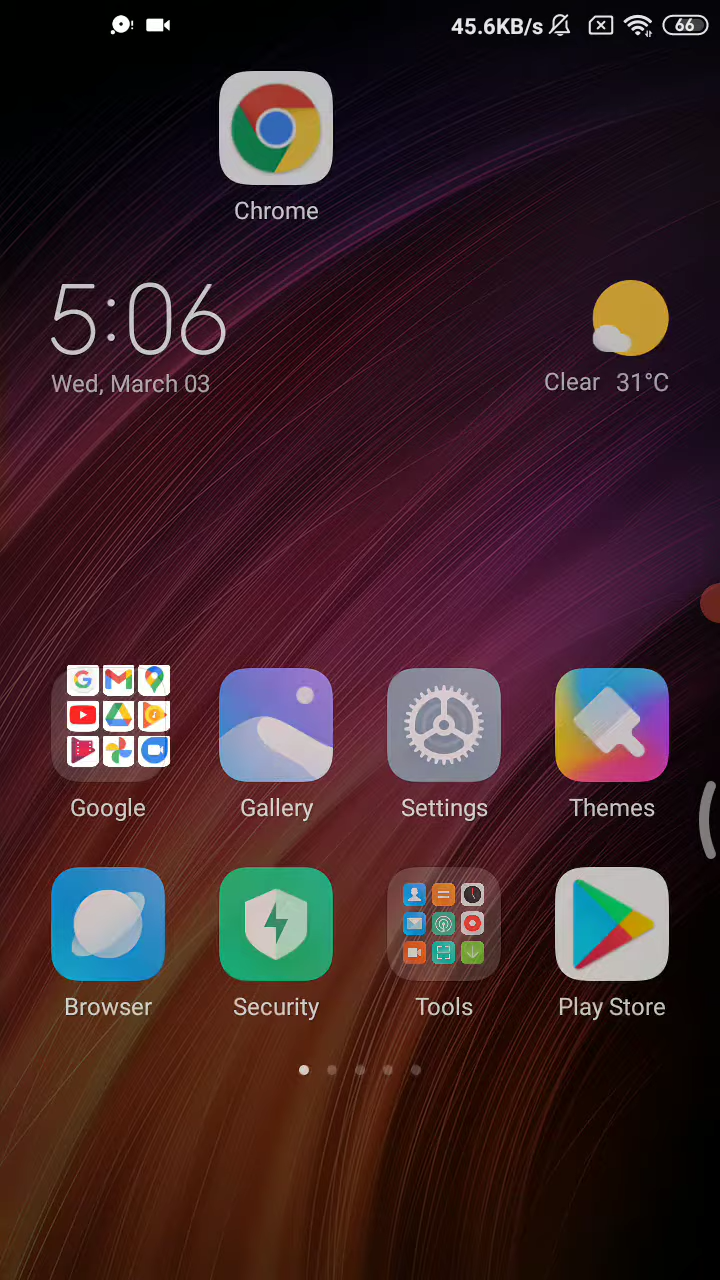 45.6KB/s 66
Chrome
5:06
Wed, March 03
Clear 31°C
Google Gallery Settings Themes
Browser Security Tools Play Store